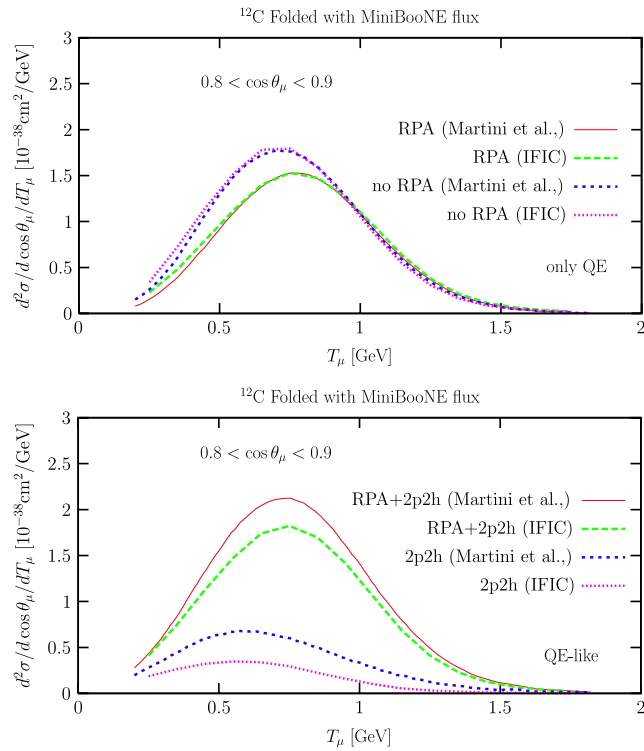 ¹²C Folded with MiniBooNE flux
d²σ/d cos θ_μ/dT_μ [10⁻³⁸cm²/GeV]
3
2.5
2
1.5
1
0.5
0
0.8 < cos θ_μ < 0.9
RPA (Martini et al.,)
RPA (IFIC)
no RPA (Martini et al.,)
no RPA (IFIC)
only QE
0 0.5 1 1.5 2
T_μ [GeV]
¹²C Folded with MiniBooNE flux
d²σ/d cos θ_μ/dT_μ [10⁻³⁸cm²/GeV]
3
2.5
2
1.5
1
0.5
0
0.8 < cos θ_μ < 0.9
RPA+2p2h (Martini et al.,)
RPA+2p2h (IFIC)
2p2h (Martini et al.,)
2p2h (IFIC)
QE-like
0 0.5 1 1.5 2
T_μ [GeV]